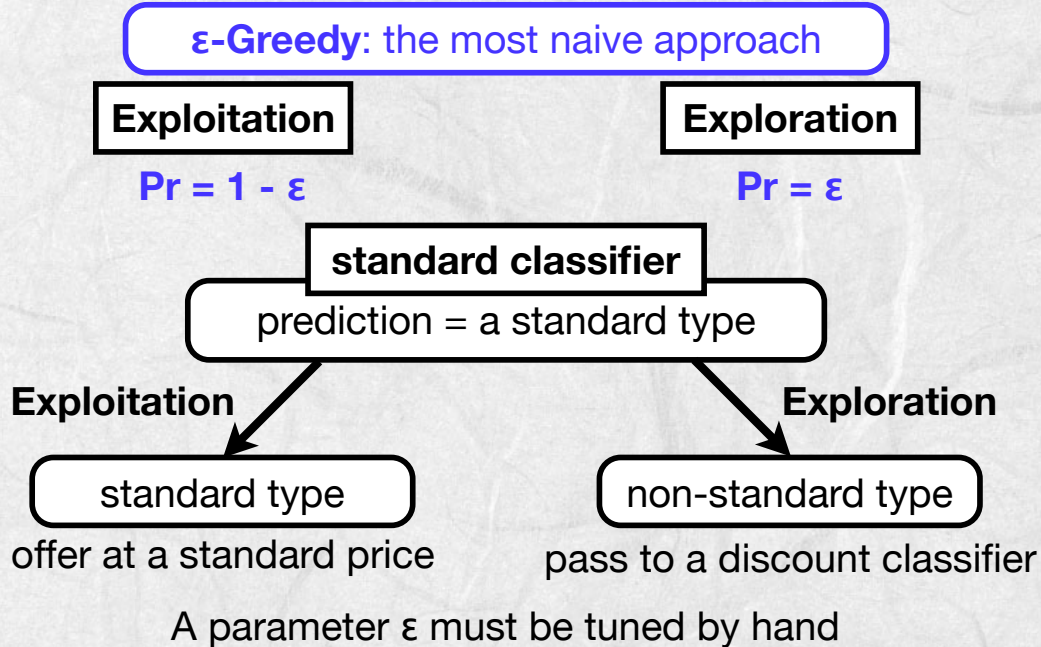 ε-Greedy: the most naive approach
Exploitation
Exploration
Pr = 1 - ε
Pr = ε
standard classifier
prediction = a standard type
Exploitation
Exploration
standard type
non-standard type
offer at a standard price
pass to a discount classifier
A parameter ε must be tuned by hand